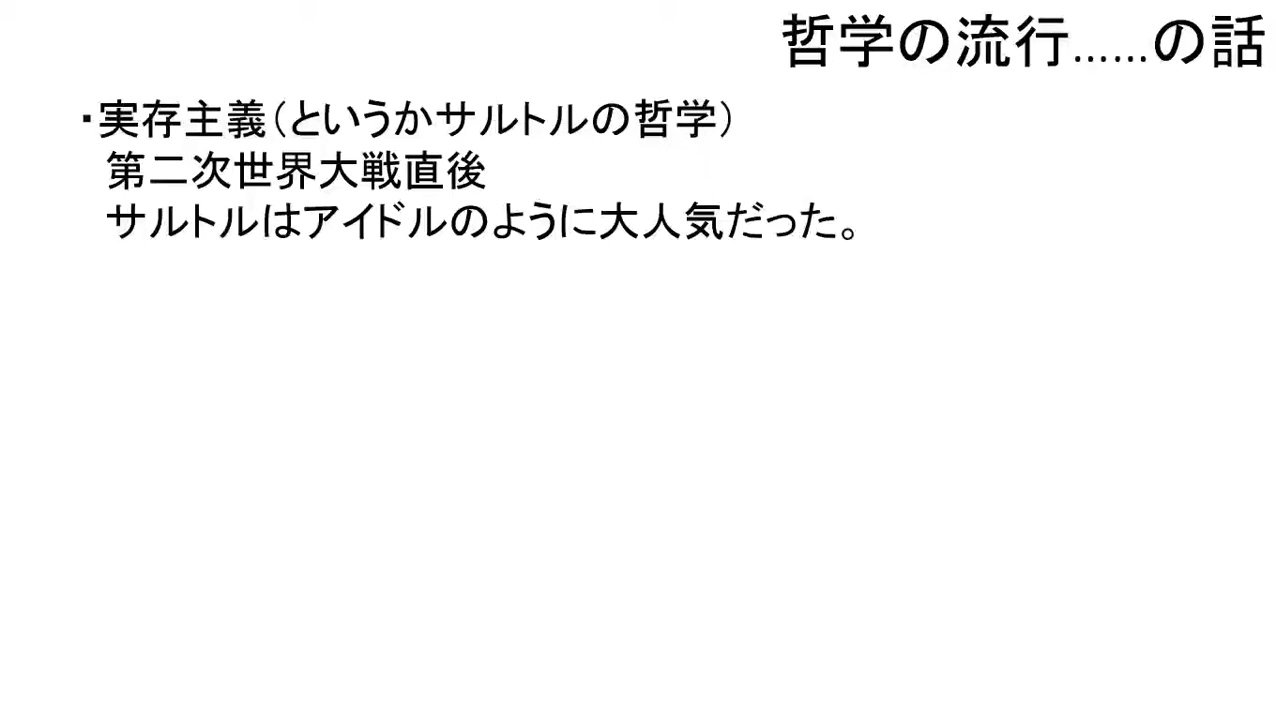 哲学の流行……の話
・実存主義（というかサルトルの哲学）
第二次世界大戦直後
サルトルはアイドルのように大人気だった。